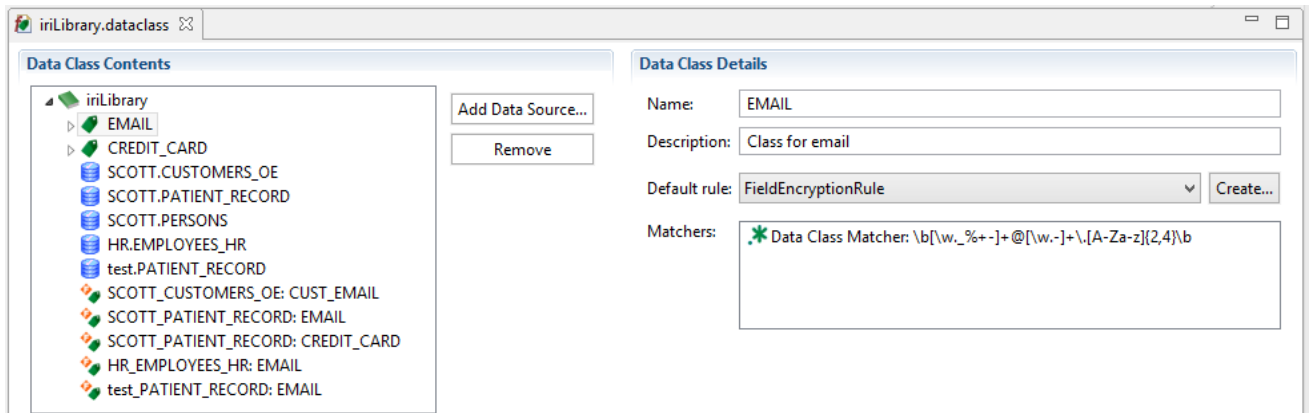 iriLibrary.dataclass
Data Class Contents
iriLibrary
EMAIL
CREDIT_CARD
SCOTT.CUSTOMERS_OE
SCOTT.PATIENT_RECORD
SCOTT.PERSONS
HR.EMPLOYEES_HR
test.PATIENT_RECORD
SCOTT_CUSTOMERS_OE: CUST_EMAIL
SCOTT_PATIENT_RECORD: EMAIL
SCOTT_PATIENT_RECORD: CREDIT_CARD
HR_EMPLOYEES_HR: EMAIL
test_PATIENT_RECORD: EMAIL
Add Data Source...
Remove
Data Class Details
Name: EMAIL
Description: Class for email
Default rule: FieldEncryptionRule Create...
Matchers: Data Class Matcher: \b[\w._%+-]+@[\w.-]+\.[A-Za-z]{2,4}\b